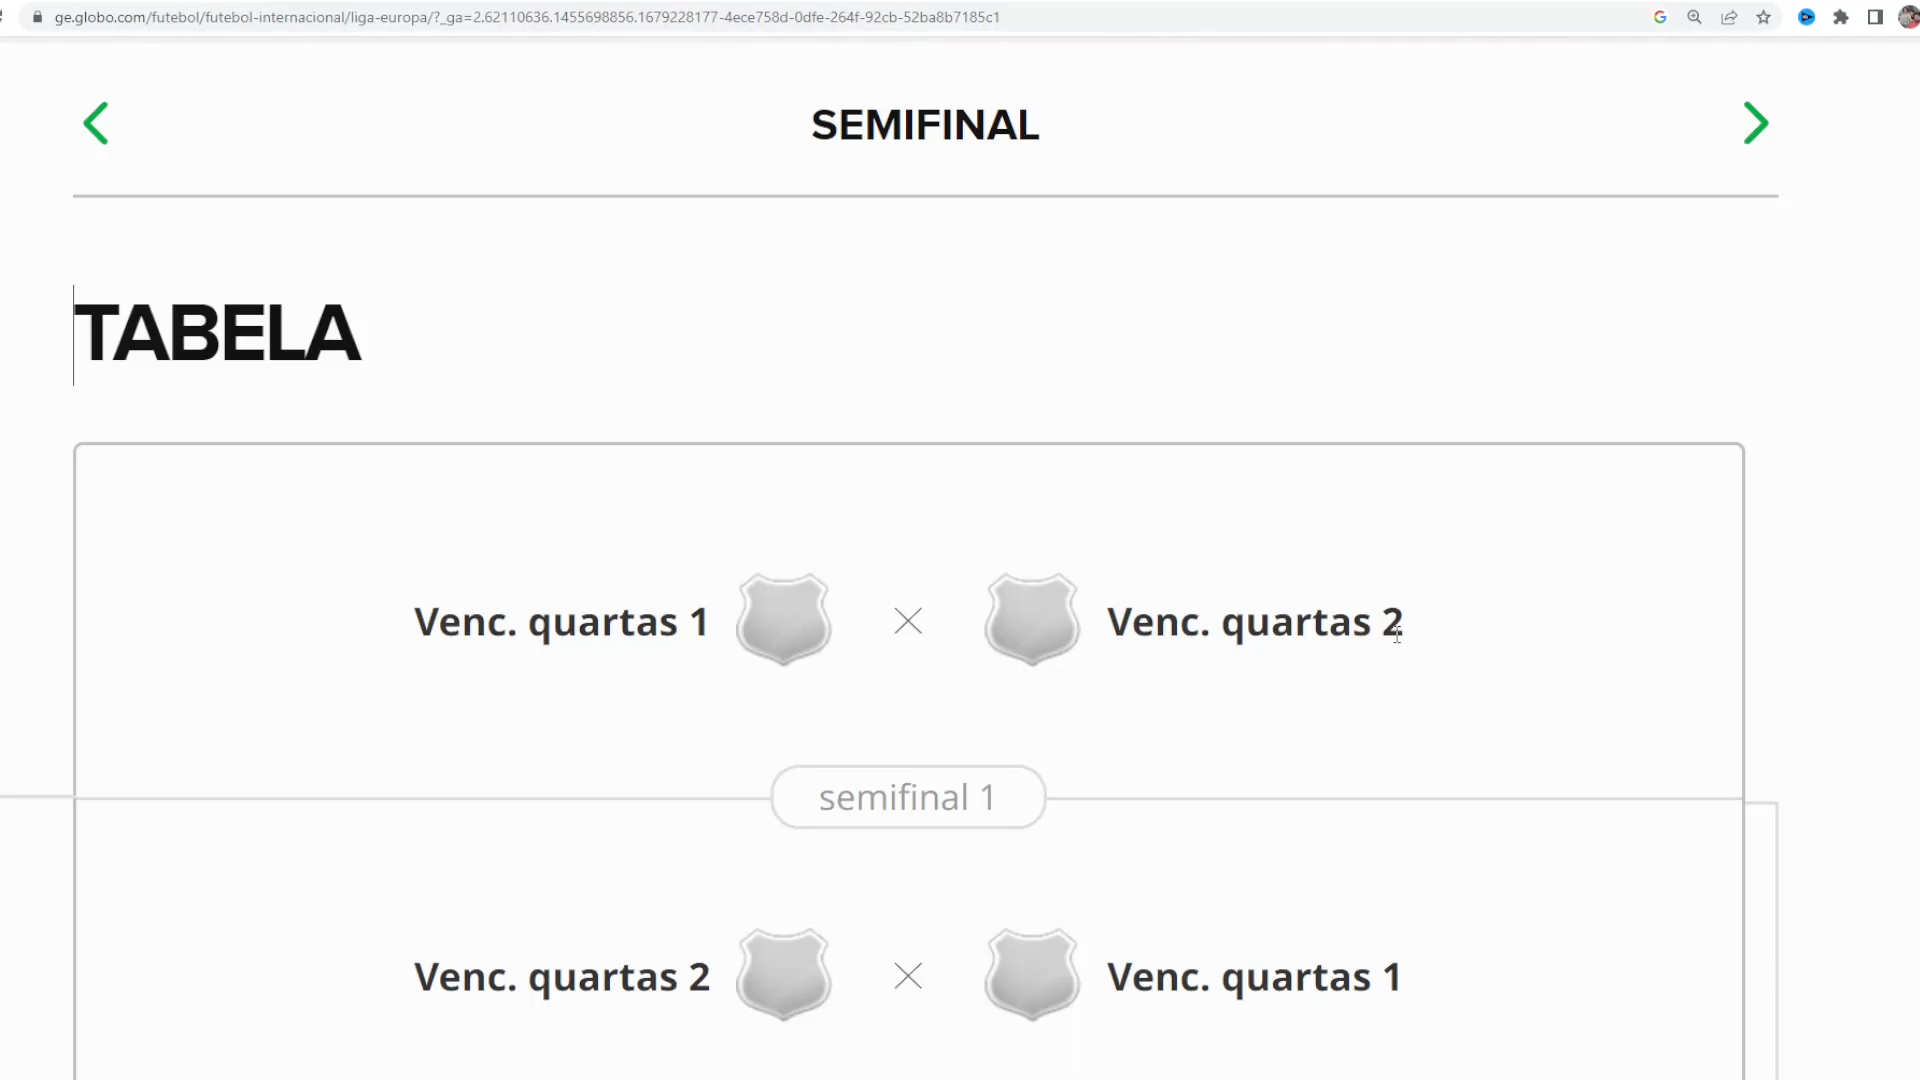 ge.globo.com/futebol/futebol-internacional/liga-europa/?_ga=2.62110636.1455698856.1679228177-4ece758d-0dfe-264f-92cb-52ba8b7185c1
SEMIFINAL
TABELA
Venc. quartas 1
Venc. quartas 2
semifinal 1
Venc. quartas 2
Venc. quartas 1